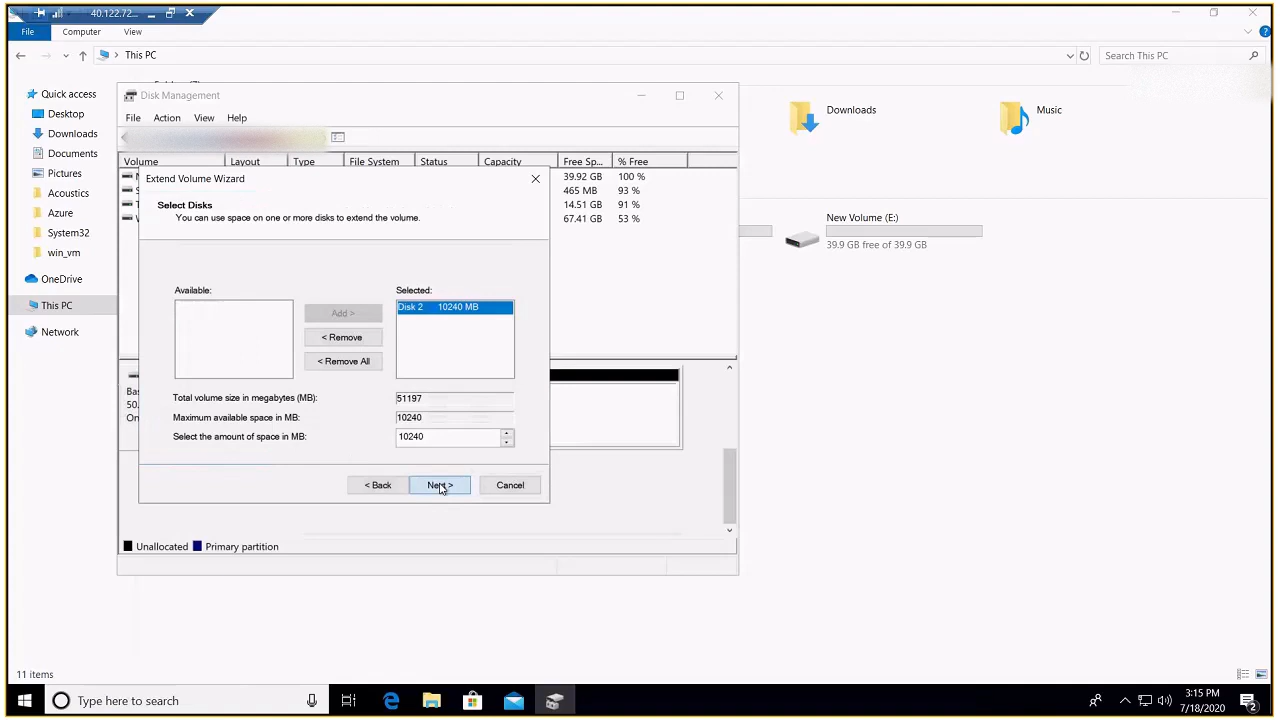 40.122.72...
File
Computer
View
This PC
Search This PC
Quick access
Desktop
Downloads
Documents
Pictures
Acoustics
Azure
System32
win_vm
OneDrive
This PC
Network
Downloads
Music
New Volume (E:)
39.9 GB free of 39.9 GB
Disk Management
File Action View Help
Volume Layout Type File System Status Capacity Free Sp... % Free
39.92 GB 100 %
465 MB 93 %
14.51 GB 91 %
67.41 GB 53 %
Extend Volume Wizard
Select Disks
You can use space on one or more disks to extend the volume.
Available:
Selected:
Disk 2 10240 MB
Add >
< Remove
< Remove All
Total volume size in megabytes (MB): 51197
Maximum available space in MB: 10240
Select the amount of space in MB: 10240
< Back Next > Cancel
Ba
50.
On
Unallocated Primary partition
11 items
Type here to search
3:15 PM
7/18/2020
2